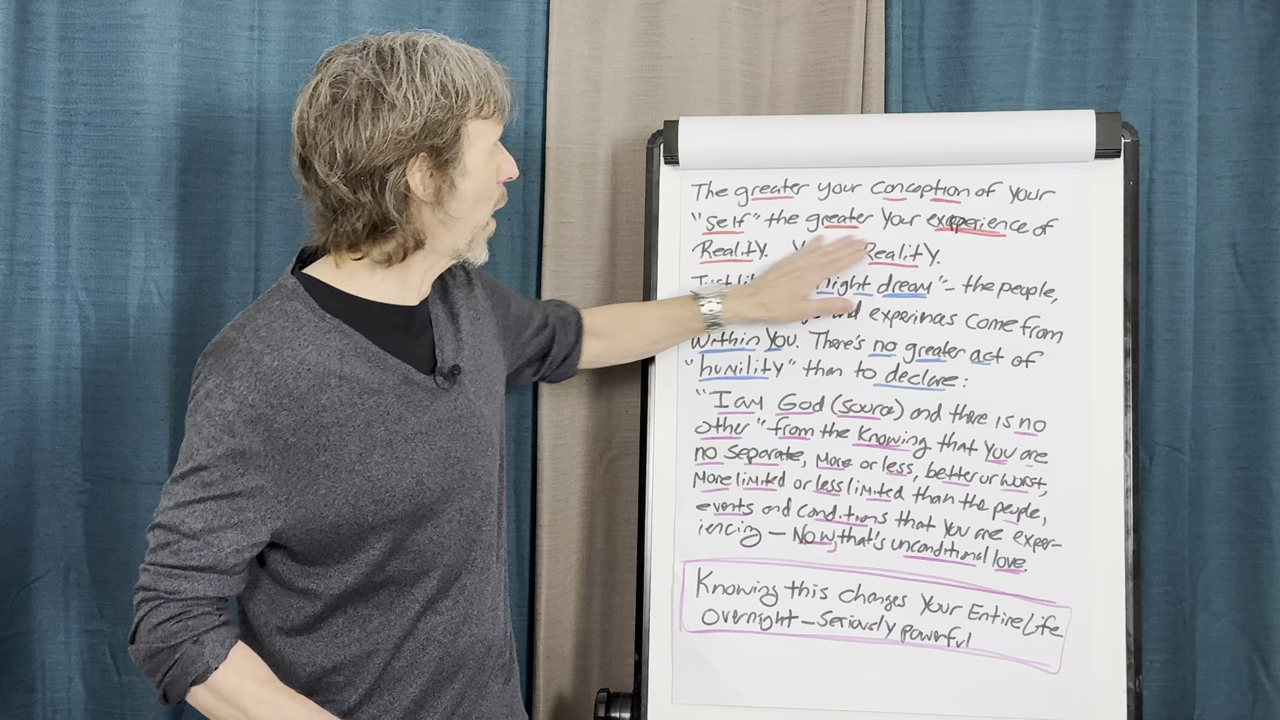 The greater your conception of your
"self" the greater your experience of
Reality. Reality.
night dream" - the people,
and experinas come from
within you. There's no greater act of
"humility" than to declare:
"I am God (source) and there is no
other" from the knowing that you are
no separate, more or less, better or worst,
more limited or less limited than the people,
events and conditions that you are exper-
iencing — Now, that's unconditional love.
Knowing this changes Your Entire Life
Overnight — Seriously powerful